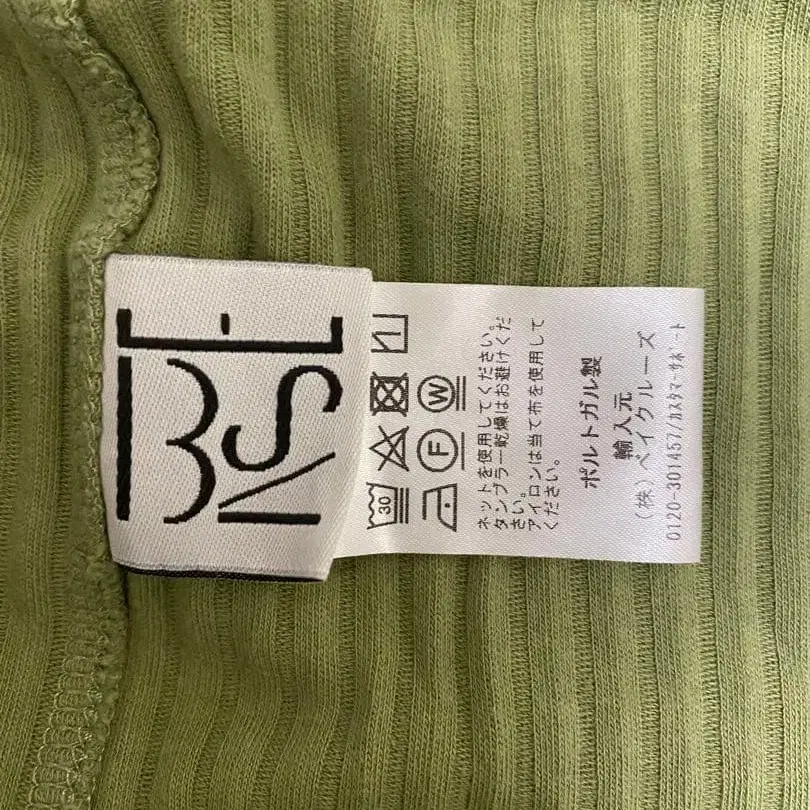 BASE
NSE
30
F
W
ネットを使用してください。
タンブラー乾燥はお避けくだ
さい。
アイロンは当て布を使用して
ください。
ポルトガル製
輸入元
(株)ベイクルーズ
0120-301457/カスタマーサポート